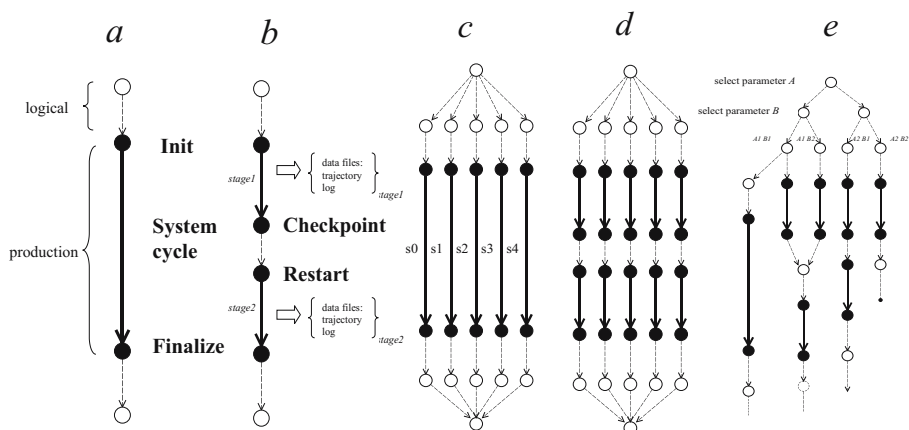 a b c d e
logical
production
Init
System
cycle
Finalize
stage1
data files:
trajectory
log
stage1
Checkpoint
Restart
stage2
data files:
trajectory
log
stage2
s0 s1 s2 s3 s4
select parameter A
select parameter B
A1 B1 A1 B2 A2 B1 A2 B2